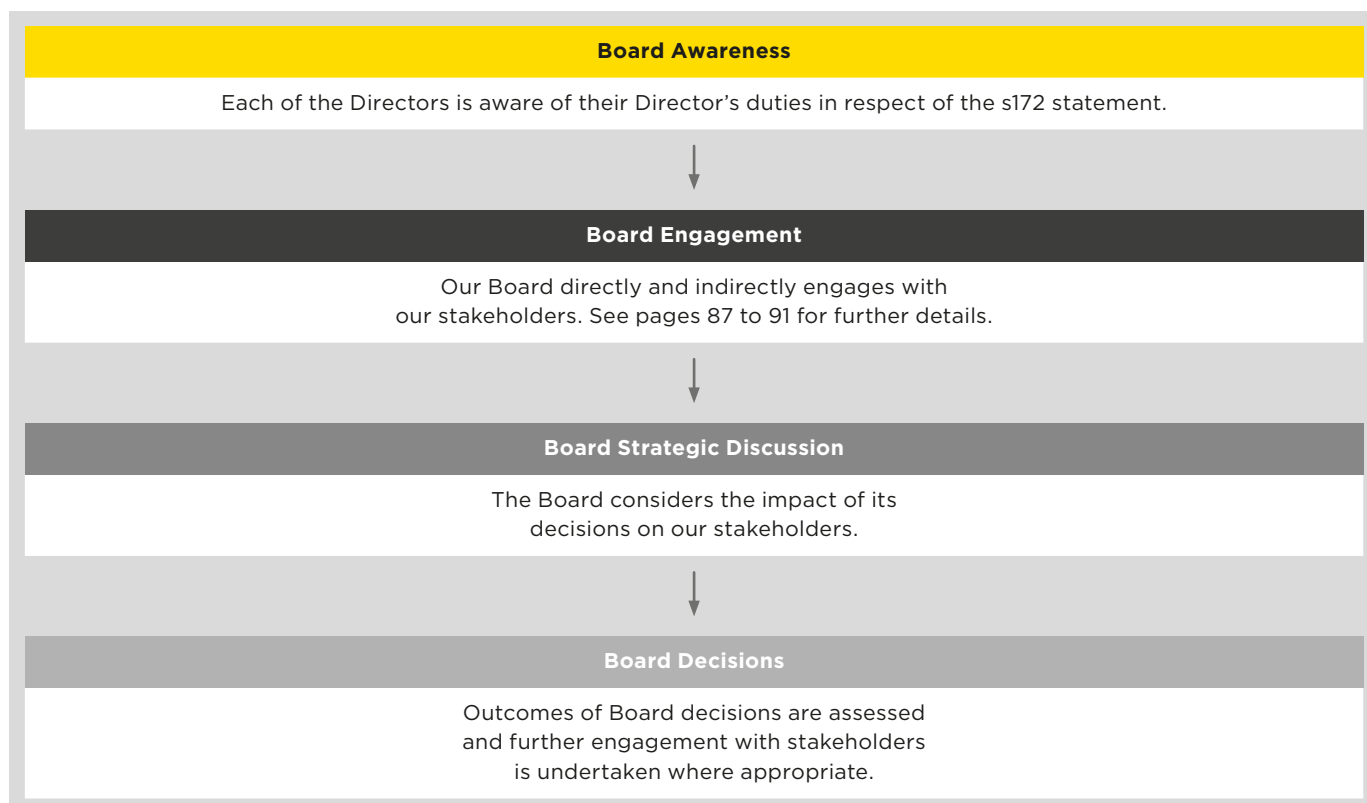 Board Awareness
Each of the Directors is aware of their Director’s duties in respect of the s172 statement.
Board Engagement
Our Board directly and indirectly engages with
our stakeholders. See pages 87 to 91 for further details.
Board Strategic Discussion
The Board considers the impact of its
decisions on our stakeholders.
Board Decisions
Outcomes of Board decisions are assessed
and further engagement with stakeholders
is undertaken where appropriate.